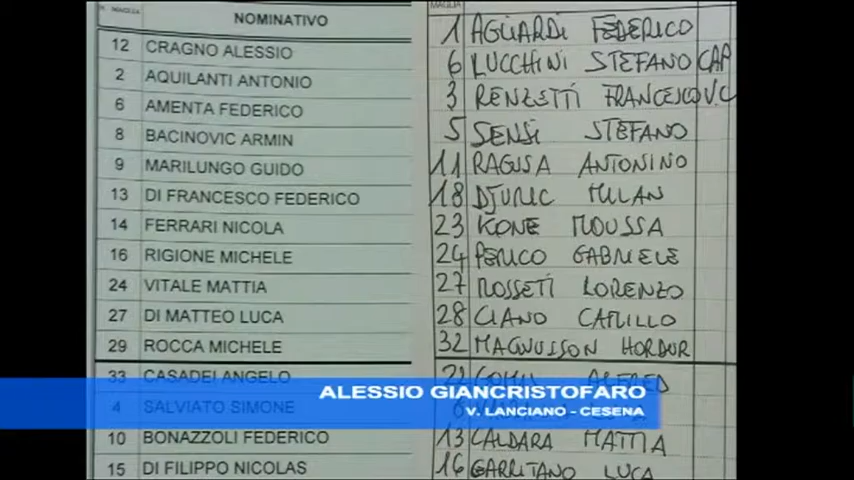 N. MAGLIA NOMINATIVO
12 CRAGNO ALESSIO
2 AQUILANTI ANTONIO
6 AMENTA FEDERICO
8 BACINOVIC ARMIN
9 MARILUNGO GUIDO
13 DI FRANCESCO FEDERICO
14 FERRARI NICOLA
16 RIGIONE MICHELE
24 VITALE MATTIA
27 DI MATTEO LUCA
29 ROCCA MICHELE
33 CASADEI ANGELO
4 SALVIATO SIMONE
10 BONAZZOLI FEDERICO
15 DI FILIPPO NICOLAS
MAGLIA
1 AGLIARDI FEDERICO
6 LUCCHINI STEFANO CAP
3 RENZETTI FRANCESCO V.C
5 SENSI STEFANO
11 RAGUSA ANTONINO
18 DJURIC MILAN
23 KONE MOUSSA
24 PERICO GABRIELE
27 ROSSETI LORENZO
28 CIANO CAMILLO
32 MAGNUSSON HORDUR
22 GOMIS ALFRED
13 CALDARA MATTIA
16 GARRITANO LUCA
ALESSIO GIANCRISTOFARO
V. LANCIANO - CESENA